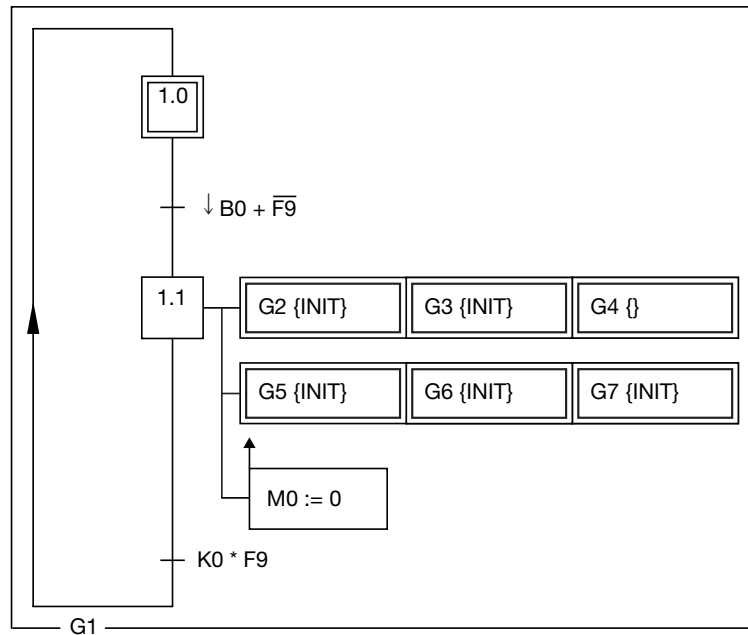 1.0
↓ B0 + F̅9̅
1.1
G2 {INIT} G3 {INIT} G4 {}
G5 {INIT} G6 {INIT} G7 {INIT}
M0 := 0
K0 * F9
G1